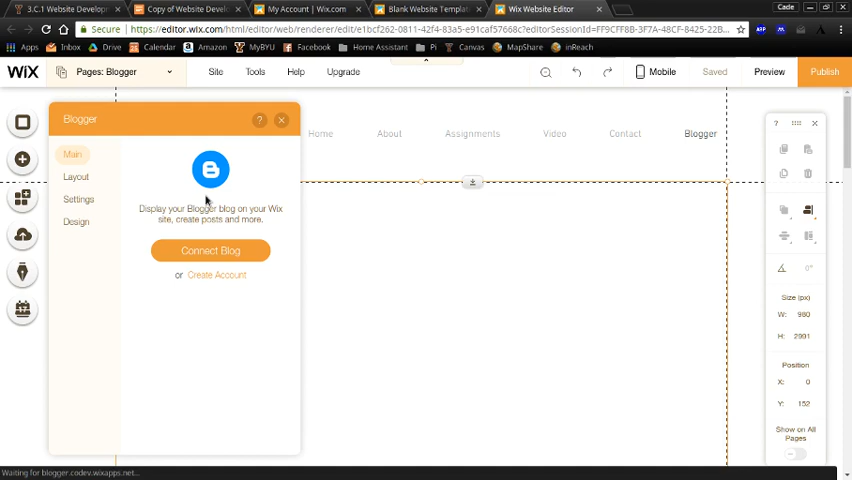 3.C.1 Website Develop
Copy of Website Devel
My Account | Wix.com
Blank Website Templat
Wix Website Editor
Cade
Secure
https://editor.wix.com/html/editor/web/renderer/edit/e1bcf262-0811-42f4-83a5-e91caf57668c?editorSessionId=FF9CFF8B-3F7A-48CF-8425-52B...
Apps
Inbox
Drive
Calendar
Amazon
MyBYU
Facebook
Home Assistant
Pi
Canvas
MapShare
inReach
WiX
Pages: Blogger
Site
Tools
Help
Upgrade
Mobile
Saved
Preview
Publish
Blogger
?
Home
About
Assignments
Video
Contact
Blogger
?
Main
Layout
Settings
Design
Display your Blogger blog on your Wix
site, create posts and more.
Connect Blog
or Create Account
0°
Size (px)
W: 980
H: 2991
Position
X: 0
Y: 152
Show on All
Pages
Waiting for blogger.codev.wixapps.net...